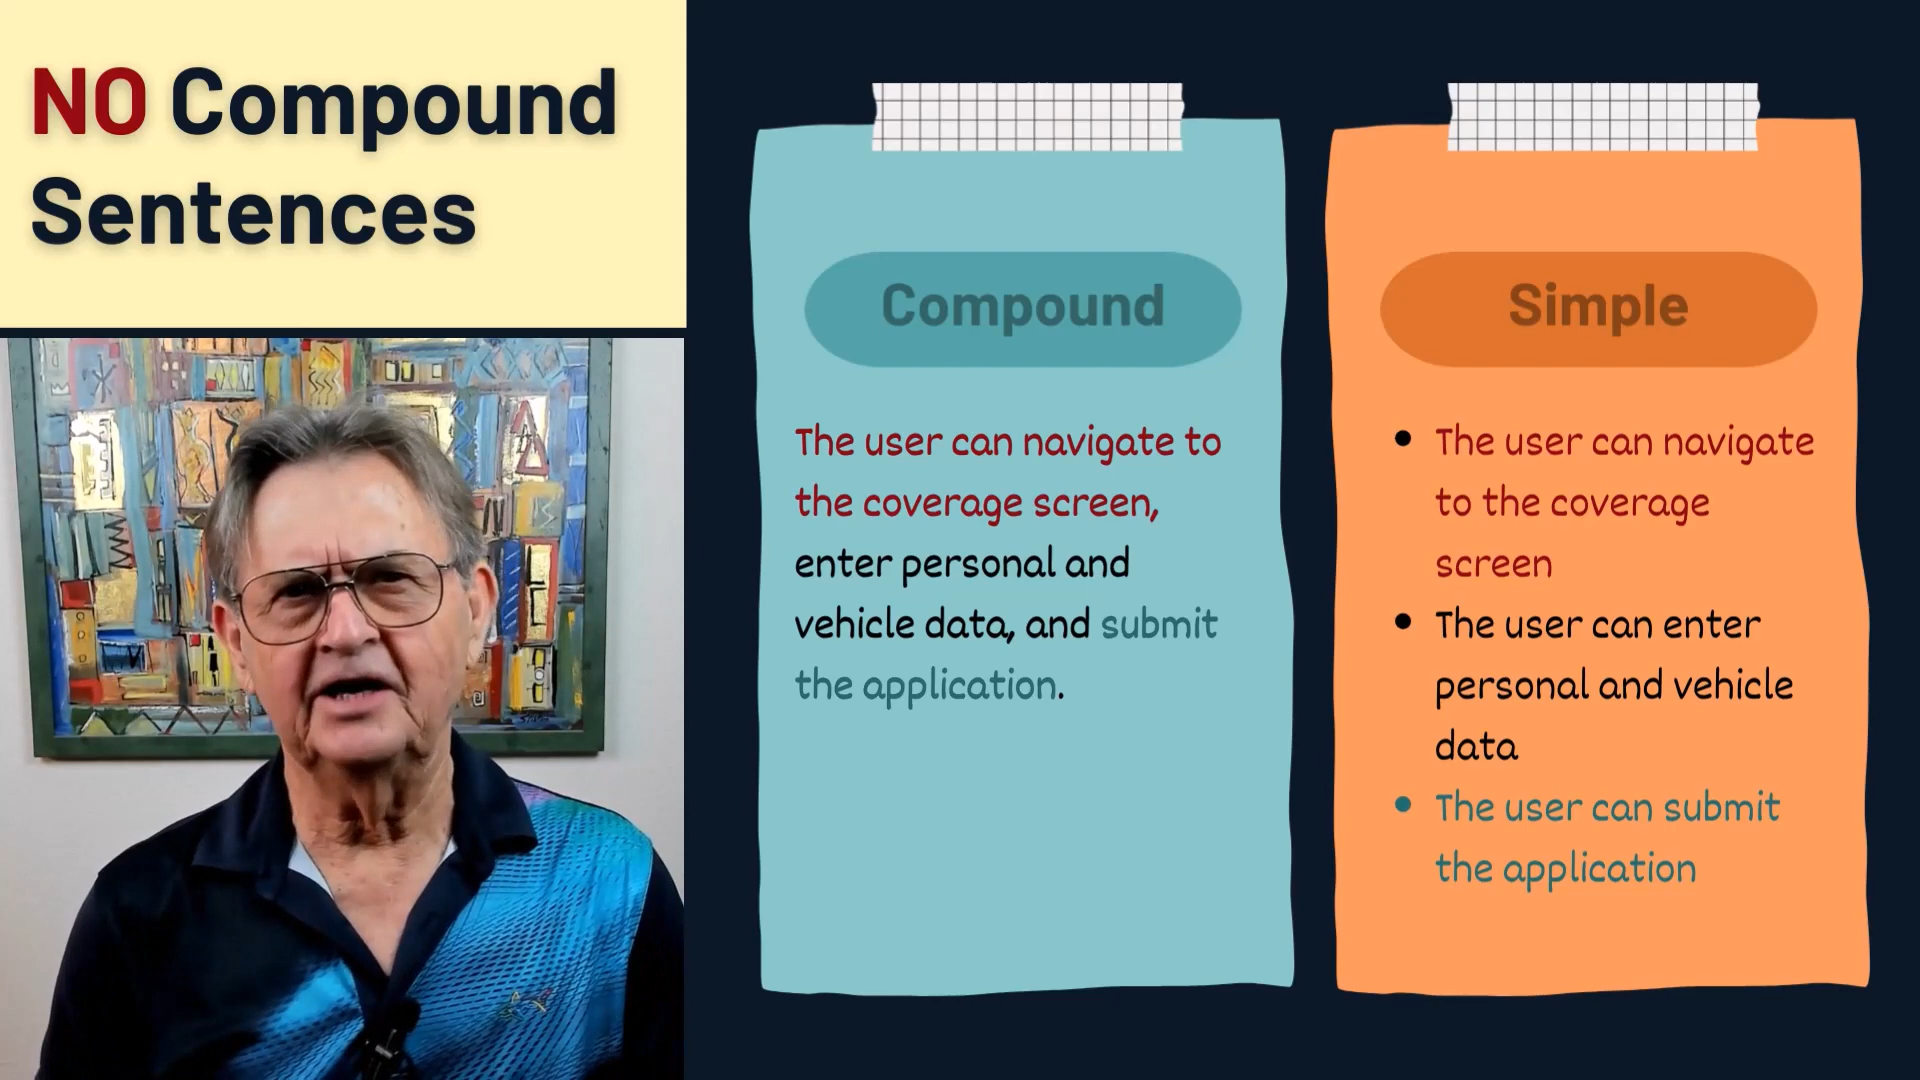 NO Compound
Sentences
Compound
The user can navigate to
the coverage screen,
enter personal and
vehicle data, and submit
the application.
Simple
• The user can navigate
to the coverage
screen
• The user can enter
personal and vehicle
data
• The user can submit
the application